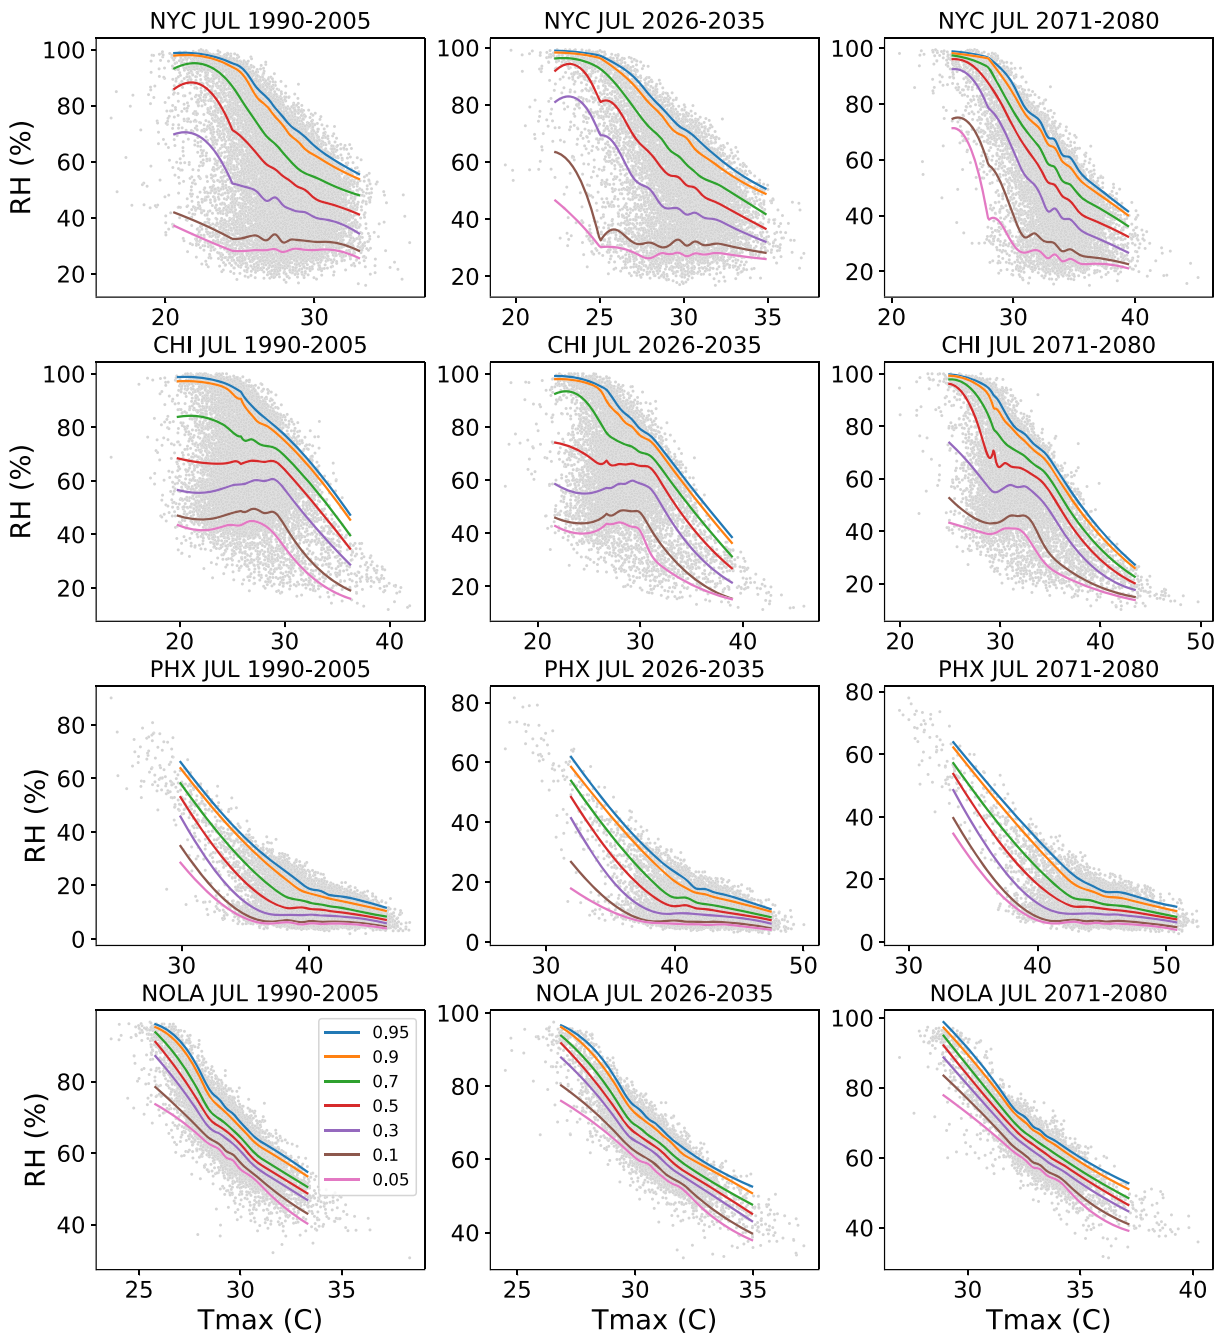 NYC JUL 1990-2005 NYC JUL 2026-2035 NYC JUL 2071-2080
RH (%)
100 100 100
80 80 80
60 60 60
40 40 40
20 20 20
20 30 20 25 30 35 20 30 40
CHI JUL 1990-2005 CHI JUL 2026-2035 CHI JUL 2071-2080
RH (%)
100 100 100
80 80 80
60 60 60
40 40 40
20 20 20
20 30 40 20 30 40 20 30 40 50
PHX JUL 1990-2005 PHX JUL 2026-2035 PHX JUL 2071-2080
RH (%)
80 80 80
60 60 60
40 40 40
20 20 20
0 0 0
30 40 30 40 50 30 40 50
NOLA JUL 1990-2005 NOLA JUL 2026-2035 NOLA JUL 2071-2080
RH (%)
100 100
80 80 80
60 60 60
40 40 40
0.95
0.9
0.7
0.5
0.3
0.1
0.05
25 30 35 25 30 35 30 35 40
Tmax (C) Tmax (C) Tmax (C)